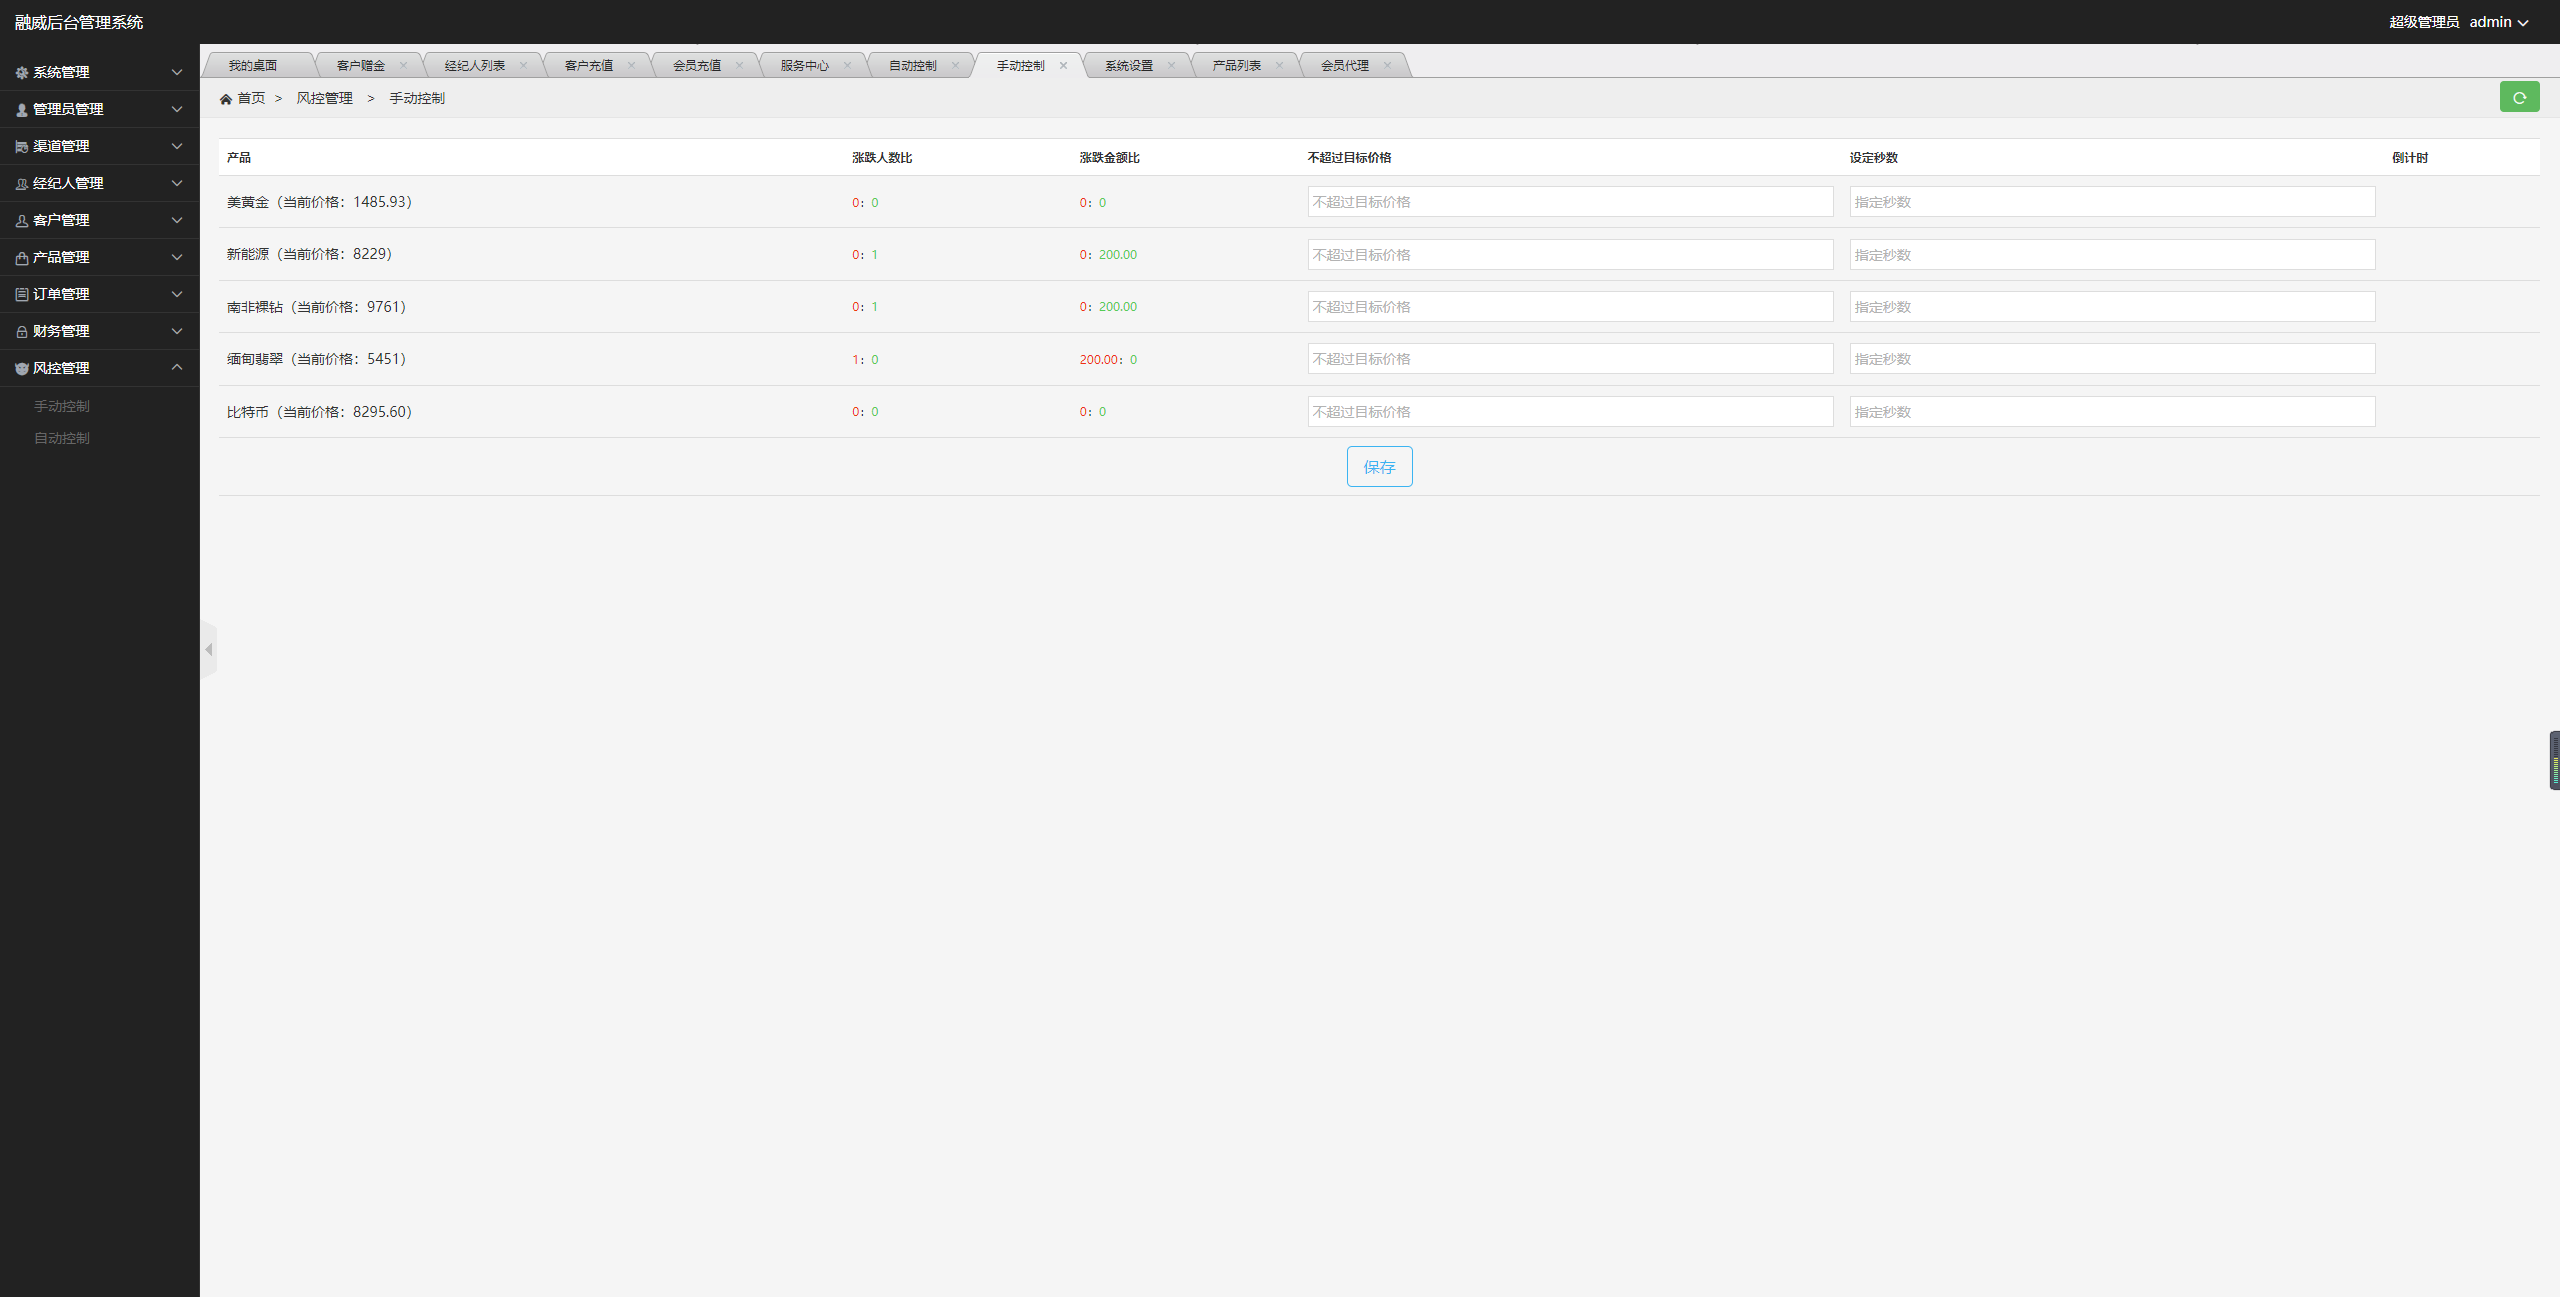 融威后台管理系统
超级管理员 admin
系统管理
管理员管理
渠道管理
经纪人管理
客户管理
产品管理
订单管理
财务管理
风控管理
手动控制
自动控制
我的桌面 客户赠金 经纪人列表 客户充值 会员充值 服务中心 自动控制 手动控制 系统设置 产品列表 会员代理
首页 > 风控管理 > 手动控制
产品 涨跌人数比 涨跌金额比 不超过目标价格 设定秒数 倒计时
美黄金（当前价格：1485.93） 0：0 0：0 不超过目标价格 指定秒数
新能源（当前价格：8229） 0：1 0：200.00 不超过目标价格 指定秒数
南非裸钻（当前价格：9761） 0：1 0：200.00 不超过目标价格 指定秒数
缅甸翡翠（当前价格：5451） 1：0 200.00：0 不超过目标价格 指定秒数
比特币（当前价格：8295.60） 0：0 0：0 不超过目标价格 指定秒数
保存